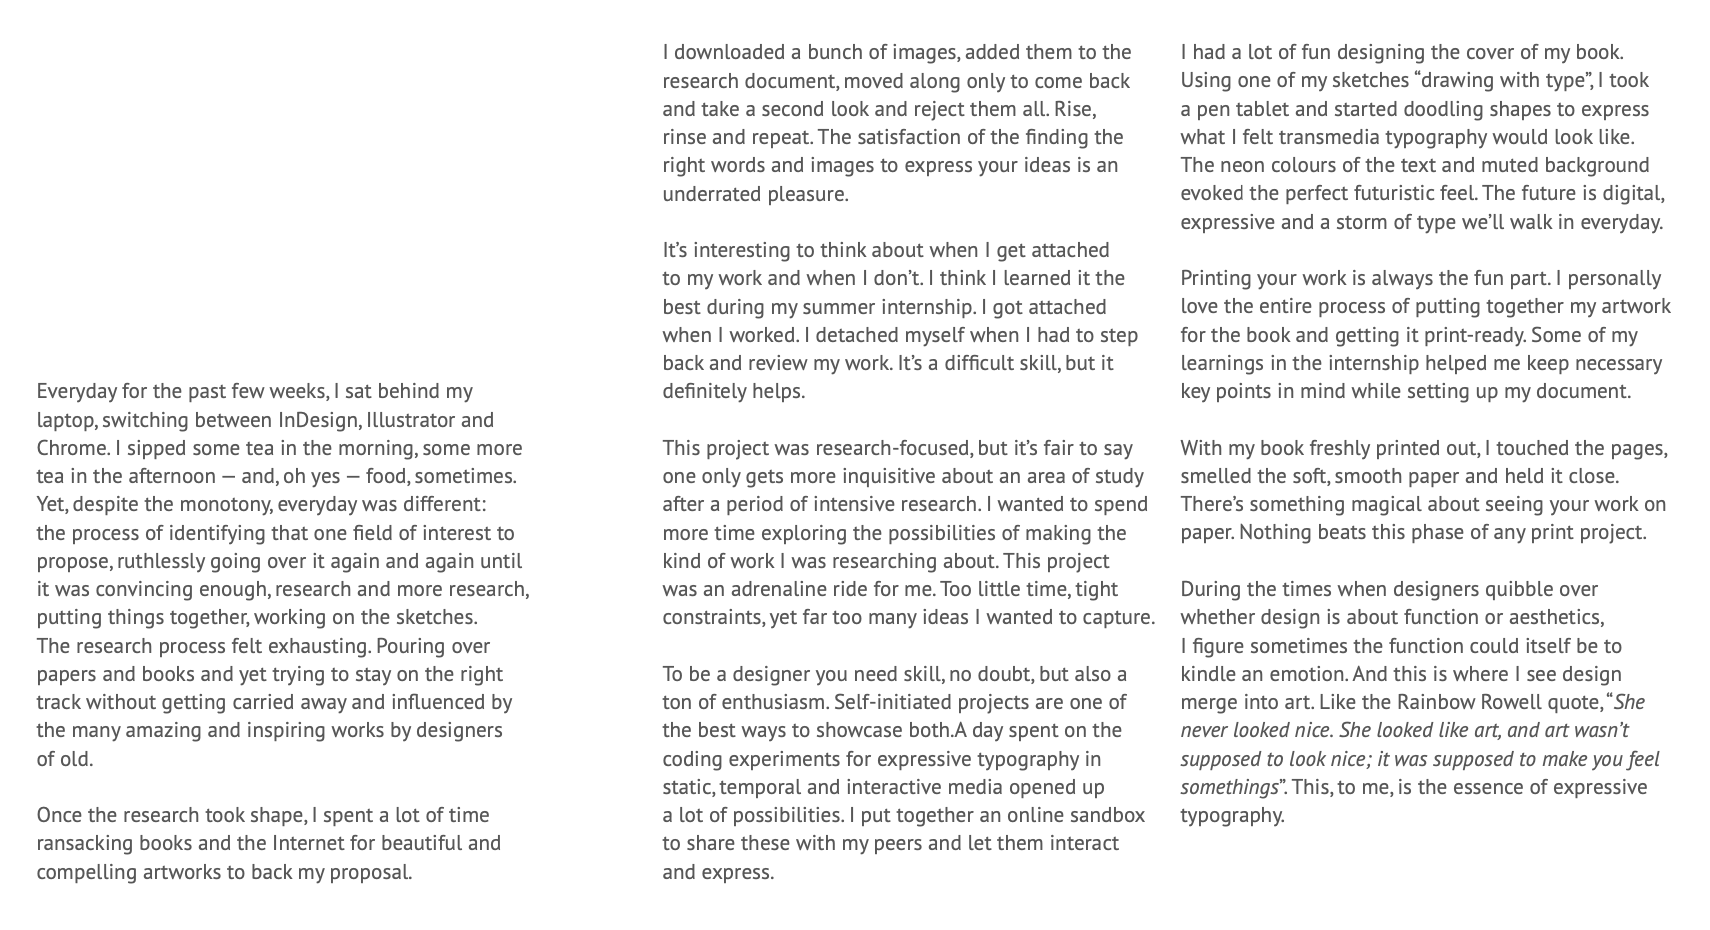 Everyday for the past few weeks, I sat behind my
laptop, switching between InDesign, Illustrator and
Chrome. I sipped some tea in the morning, some more
tea in the afternoon — and, oh yes — food, sometimes.
Yet, despite the monotony, everyday was different:
the process of identifying that one field of interest to
propose, ruthlessly going over it again and again until
it was convincing enough, research and more research,
putting things together, working on the sketches.
The research process felt exhausting. Pouring over
papers and books and yet trying to stay on the right
track without getting carried away and influenced by
the many amazing and inspiring works by designers
of old.
Once the research took shape, I spent a lot of time
ransacking books and the Internet for beautiful and
compelling artworks to back my proposal.
I downloaded a bunch of images, added them to the
research document, moved along only to come back
and take a second look and reject them all. Rise,
rinse and repeat. The satisfaction of the finding the
right words and images to express your ideas is an
underrated pleasure.
It’s interesting to think about when I get attached
to my work and when I don’t. I think I learned it the
best during my summer internship. I got attached
when I worked. I detached myself when I had to step
back and review my work. It’s a difficult skill, but it
definitely helps.
This project was research-focused, but it’s fair to say
one only gets more inquisitive about an area of study
after a period of intensive research. I wanted to spend
more time exploring the possibilities of making the
kind of work I was researching about. This project
was an adrenaline ride for me. Too little time, tight
constraints, yet far too many ideas I wanted to capture.
To be a designer you need skill, no doubt, but also a
ton of enthusiasm. Self-initiated projects are one of
the best ways to showcase both.A day spent on the
coding experiments for expressive typography in
static, temporal and interactive media opened up
a lot of possibilities. I put together an online sandbox
to share these with my peers and let them interact
and express.
I had a lot of fun designing the cover of my book.
Using one of my sketches “drawing with type”, I took
a pen tablet and started doodling shapes to express
what I felt transmedia typography would look like.
The neon colours of the text and muted background
evoked the perfect futuristic feel. The future is digital,
expressive and a storm of type we’ll walk in everyday.
Printing your work is always the fun part. I personally
love the entire process of putting together my artwork
for the book and getting it print-ready. Some of my
learnings in the internship helped me keep necessary
key points in mind while setting up my document.
With my book freshly printed out, I touched the pages,
smelled the soft, smooth paper and held it close.
There’s something magical about seeing your work on
paper. Nothing beats this phase of any print project.
During the times when designers quibble over
whether design is about function or aesthetics,
I figure sometimes the function could itself be to
kindle an emotion. And this is where I see design
merge into art. Like the Rainbow Rowell quote, “She
never looked nice. She looked like art, and art wasn’t
supposed to look nice; it was supposed to make you feel
somethings”. This, to me, is the essence of expressive
typography.